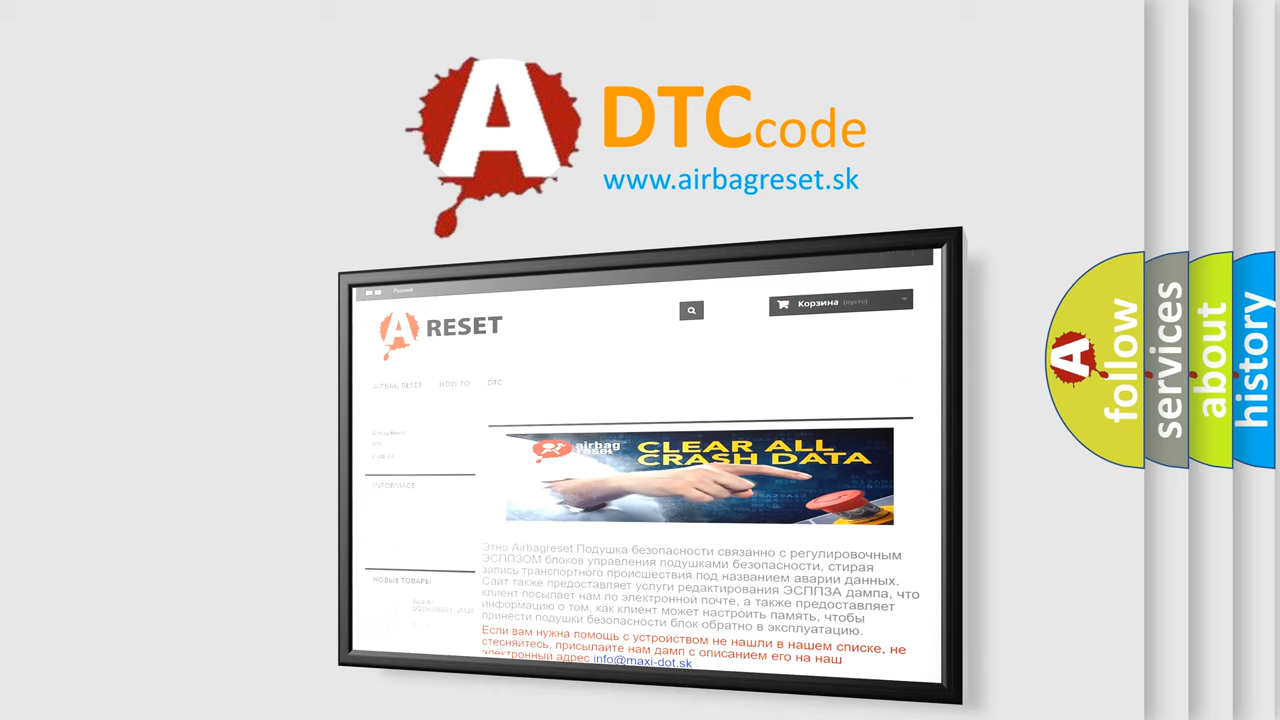 A DTCcode
www.airbagreset.sk
Русский
Корзина (пусто)
A RESET
AIRBAG RESET HOW TO DTC
INFORMACE
airbag
reset
CLEAR ALL
CRASH DATA
Этно Airbagreset Подушка безопасности связанно с регулировочным
ЭСППЗОМ блоков управления подушками безопасности, стирая
запись транспортного происшествия под названием аварии данных.
Сайт также предоставляет услуги редактирования ЭСППЗА дампа, что
клиент посылает нам по электронной почте, а также предоставляет
информацию о том, как клиент может настроить память, чтобы
принести подушки безопасности блок обратно в эксплуатацию.
Если вам нужна помощь с устройством не нашли в нашем списке, не
стесняйтесь, присылайте нам дамп с описанием его на наш
электронный адрес info@maxi-dot.sk
НОВЫЕ ТОВАРЫ
A follow
services
about
history